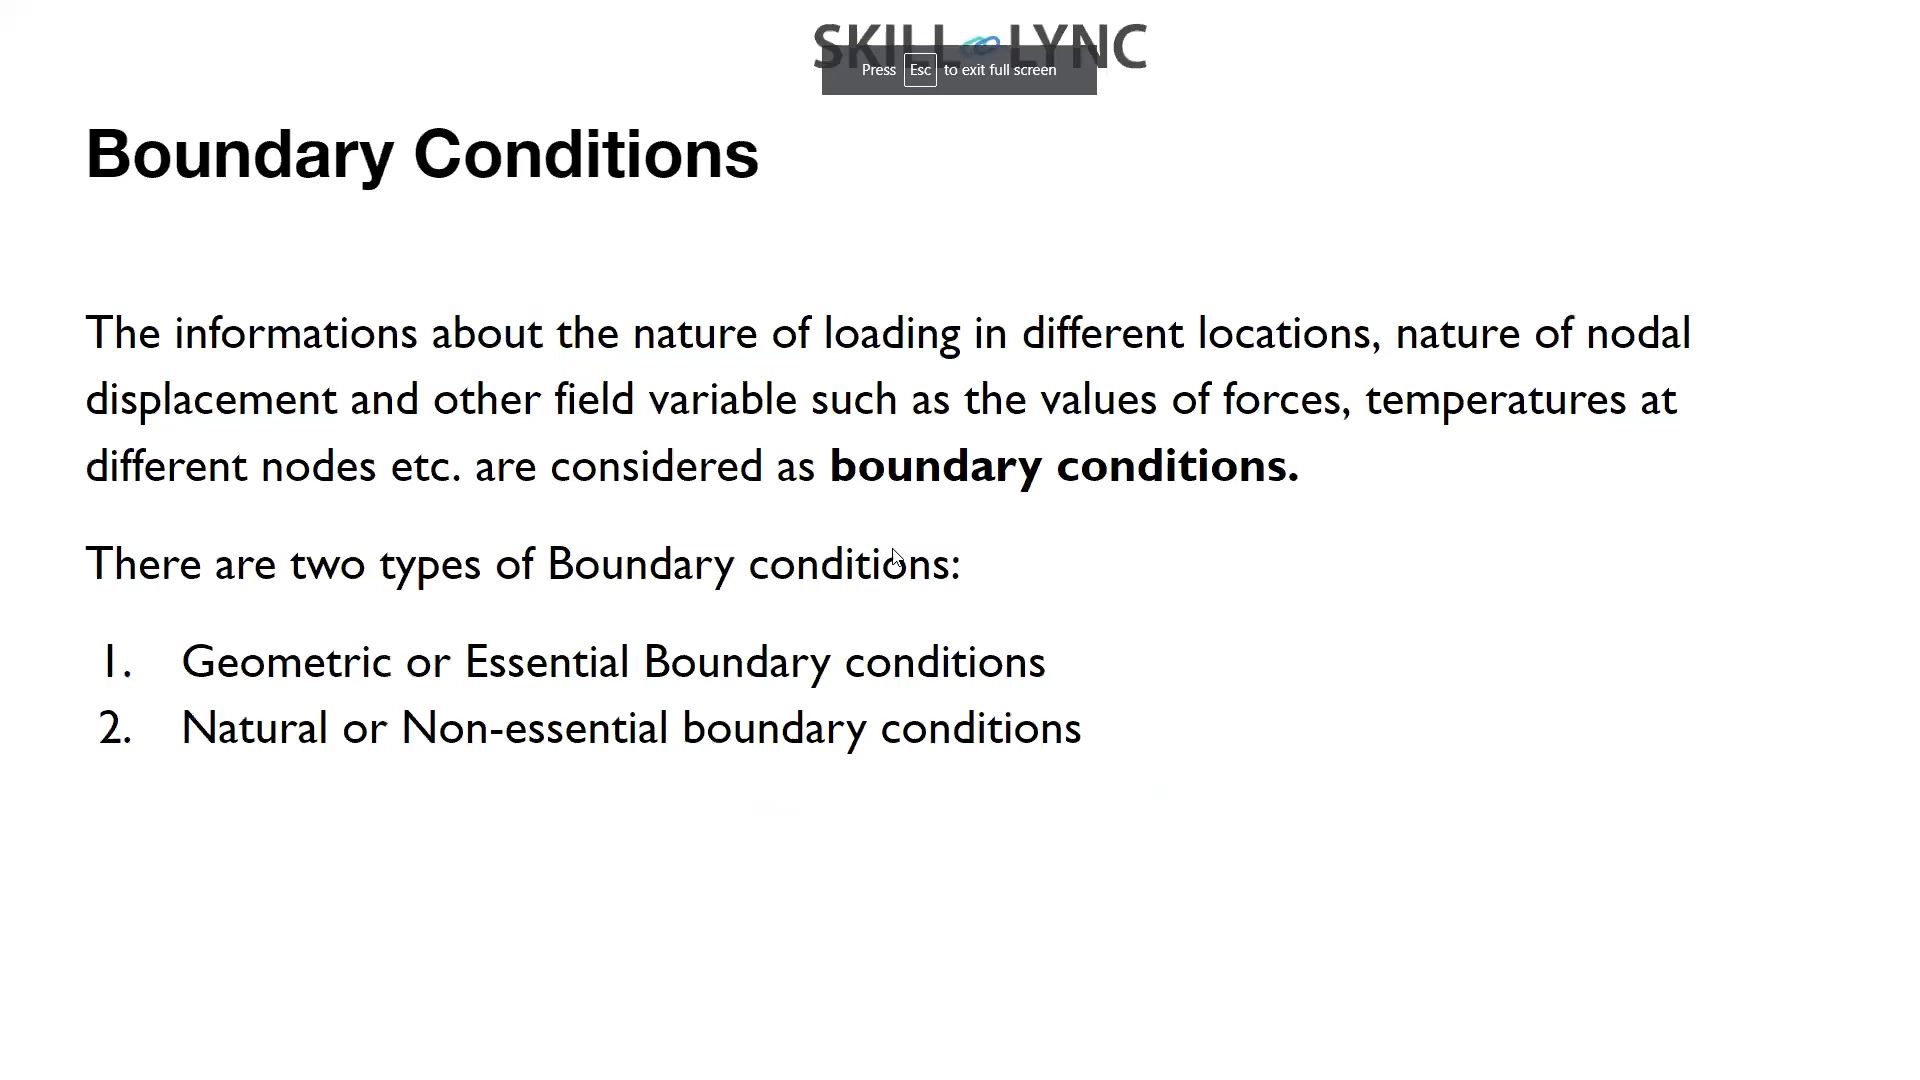 SKILL LYNC
Press Esc to exit full screen
Boundary Conditions
The informations about the nature of loading in different locations, nature of nodal
displacement and other field variable such as the values of forces, temperatures at
different nodes etc. are considered as boundary conditions.
There are two types of Boundary conditions:
1. Geometric or Essential Boundary conditions
2. Natural or Non-essential boundary conditions